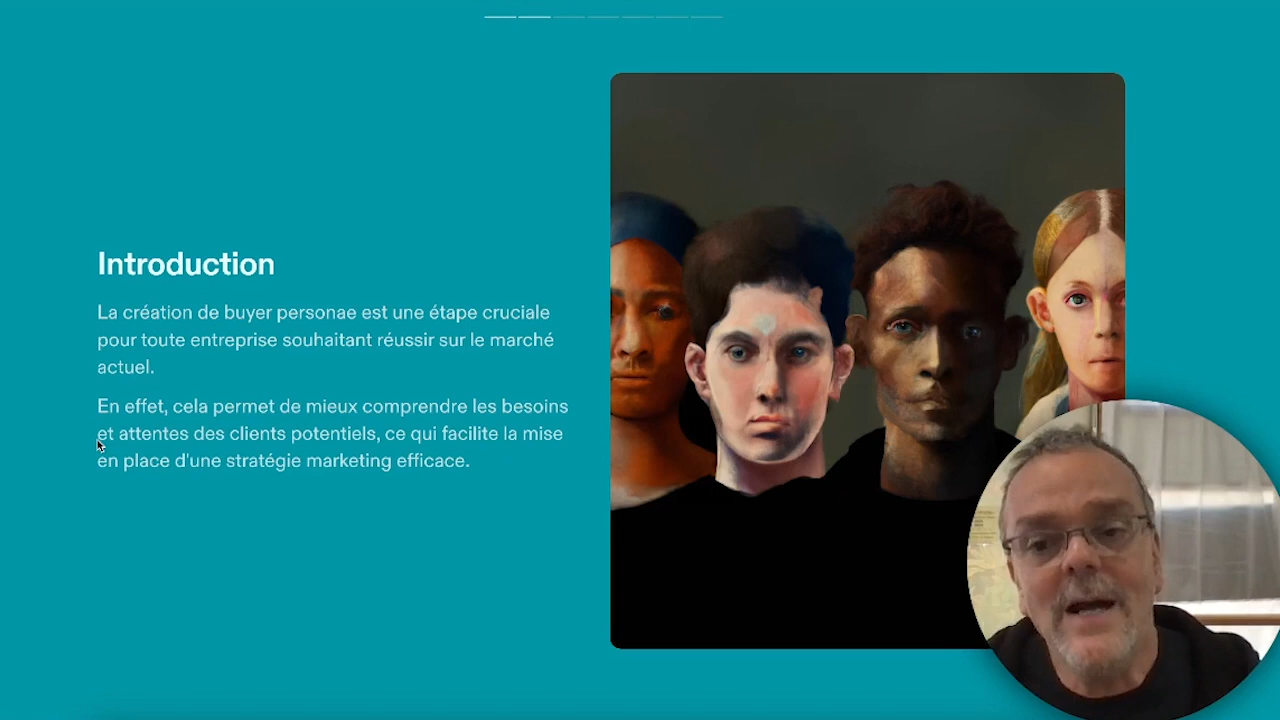 Introduction
La création de buyer personae est une étape cruciale
pour toute entreprise souhaitant réussir sur le marché
actuel.
En effet, cela permet de mieux comprendre les besoins
et attentes des clients potentiels, ce qui facilite la mise
en place d'une stratégie marketing efficace.